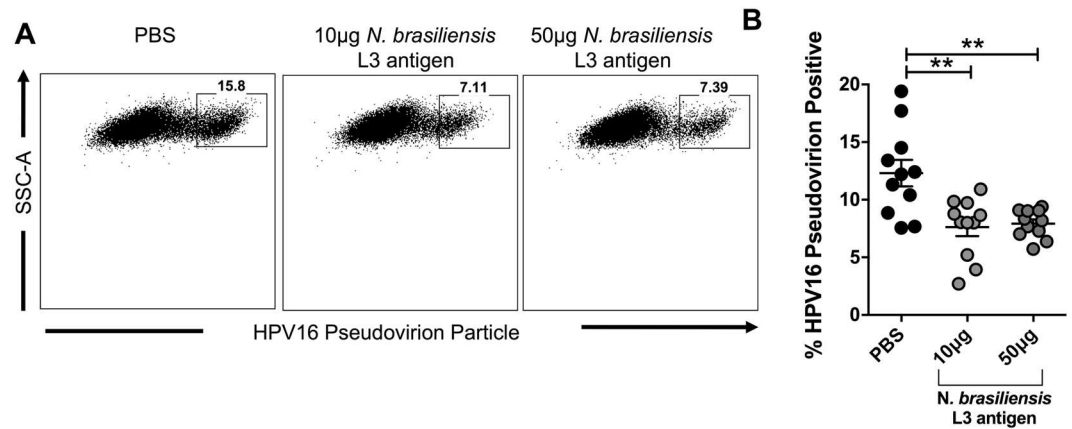 A
PBS
10µg N. brasiliensis
L3 antigen
50µg N. brasiliensis
L3 antigen
15.8
7.11
7.39
SSC-A
HPV16 Pseudovirion Particle
B
**
**
% HPV16 Pseudovirion Positive
20
15
10
5
0
PBS
10µg
50µg
N. brasiliensis
L3 antigen